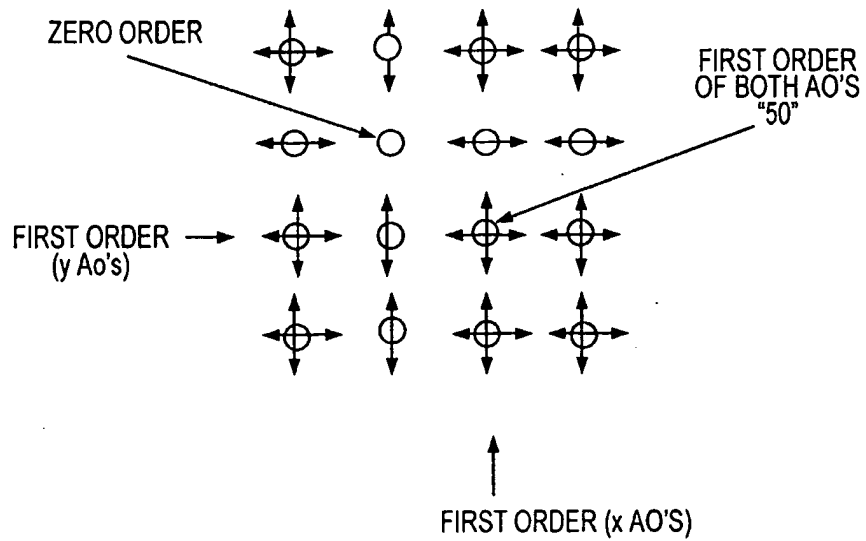 ZERO ORDER
FIRST ORDER
OF BOTH AO'S
"50"
FIRST ORDER
(y Ao's)
FIRST ORDER (x AO'S)